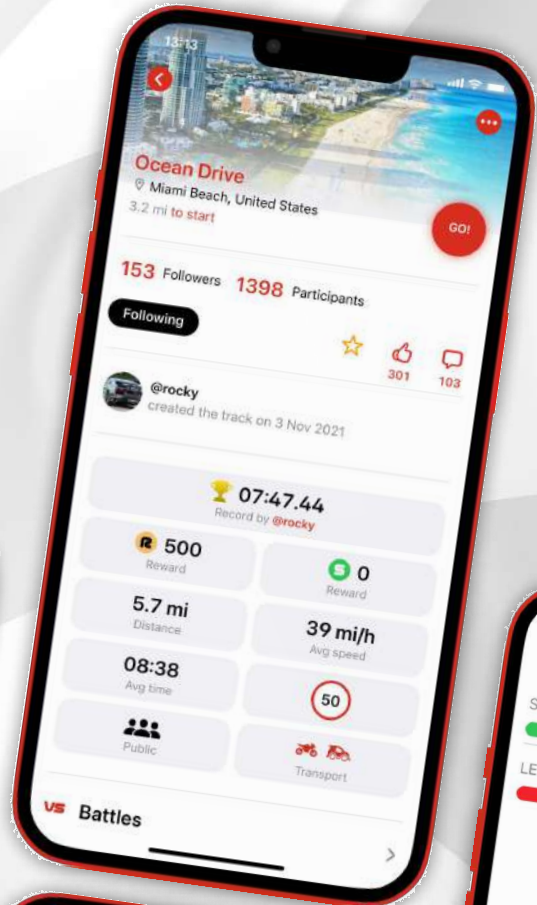 13:13
Ocean Drive
Miami Beach, United States
3.2 mi to start
GO!
153 Followers 1398 Participants
Following
301
103
@rocky
created the track on 3 Nov 2021
07:47.44
Record by @rocky
R 500
Reward
S 0
Reward
5.7 mi
Distance
39 mi/h
Avg speed
08:38
Avg time
50
Public
Transport
VS Battles
S
LE